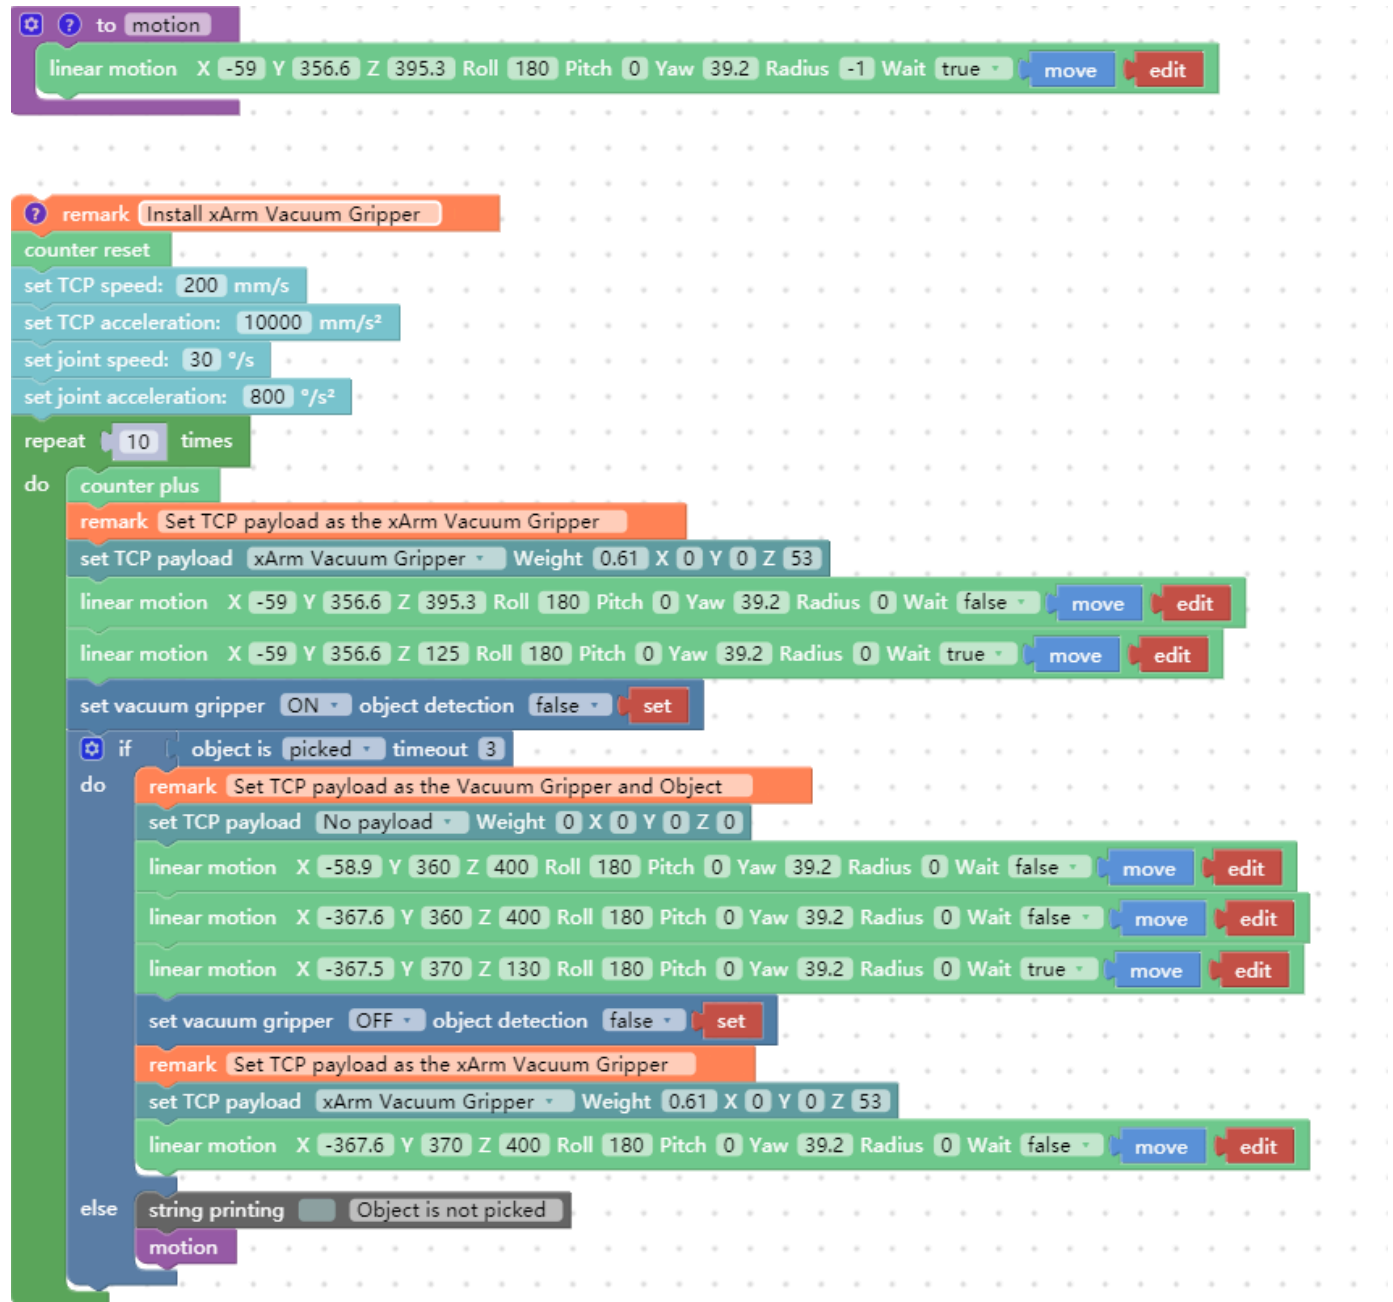 to motion
linear motion X -59 Y 356.6 Z 395.3 Roll 180 Pitch 0 Yaw 39.2 Radius -1 Wait true move edit
remark Install xArm Vacuum Gripper
counter reset
set TCP speed: 200 mm/s
set TCP acceleration: 10000 mm/s²
set joint speed: 30 °/s
set joint acceleration: 800 °/s²
repeat 10 times
do counter plus
remark Set TCP payload as the xArm Vacuum Gripper
set TCP payload xArm Vacuum Gripper Weight 0.61 X 0 Y 0 Z 53
linear motion X -59 Y 356.6 Z 395.3 Roll 180 Pitch 0 Yaw 39.2 Radius 0 Wait false move edit
linear motion X -59 Y 356.6 Z 125 Roll 180 Pitch 0 Yaw 39.2 Radius 0 Wait true move edit
set vacuum gripper ON object detection false set
if object is picked timeout 3
do remark Set TCP payload as the Vacuum Gripper and Object
set TCP payload No payload Weight 0 X 0 Y 0 Z 0
linear motion X -58.9 Y 360 Z 400 Roll 180 Pitch 0 Yaw 39.2 Radius 0 Wait false move edit
linear motion X -367.6 Y 360 Z 400 Roll 180 Pitch 0 Yaw 39.2 Radius 0 Wait false move edit
linear motion X -367.5 Y 370 Z 130 Roll 180 Pitch 0 Yaw 39.2 Radius 0 Wait true move edit
set vacuum gripper OFF object detection false set
remark Set TCP payload as the xArm Vacuum Gripper
set TCP payload xArm Vacuum Gripper Weight 0.61 X 0 Y 0 Z 53
linear motion X -367.6 Y 370 Z 400 Roll 180 Pitch 0 Yaw 39.2 Radius 0 Wait false move edit
else string printing Object is not picked
motion